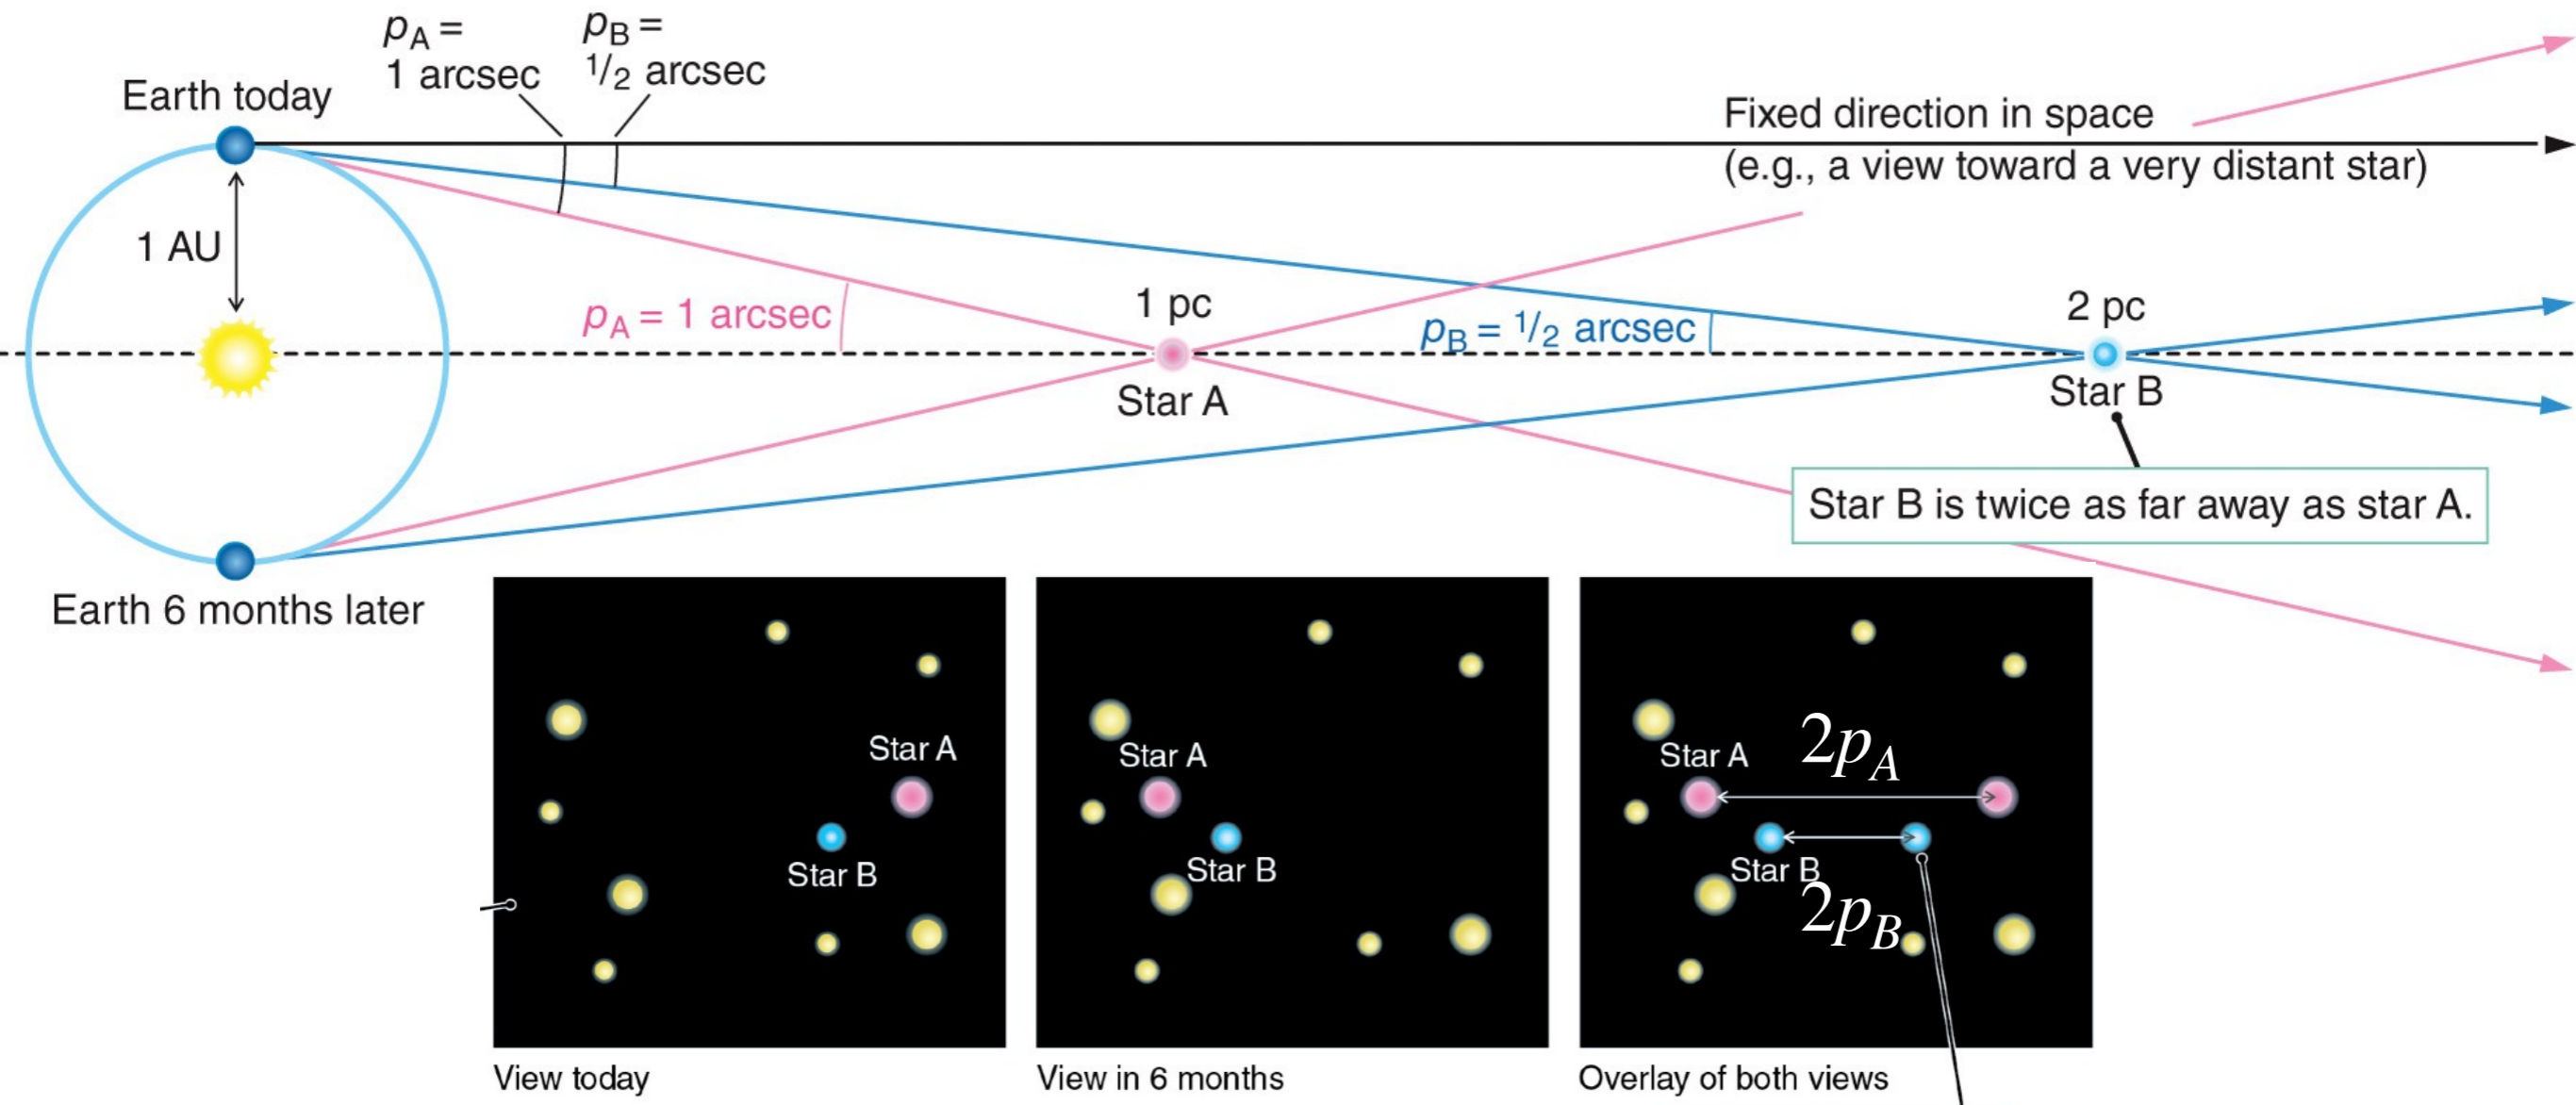 pA =
1 arcsec
pB =
1/2 arcsec
Earth today
Fixed direction in space
(e.g., a view toward a very distant star)
1 AU
pA = 1 arcsec
1 pc
pB = 1/2 arcsec
2 pc
Star A
Star B
Star B is twice as far away as star A.
Earth 6 months later
Star A
Star B
View today
Star A
Star B
View in 6 months
Star A
2pA
Star B
2pB
Overlay of both views